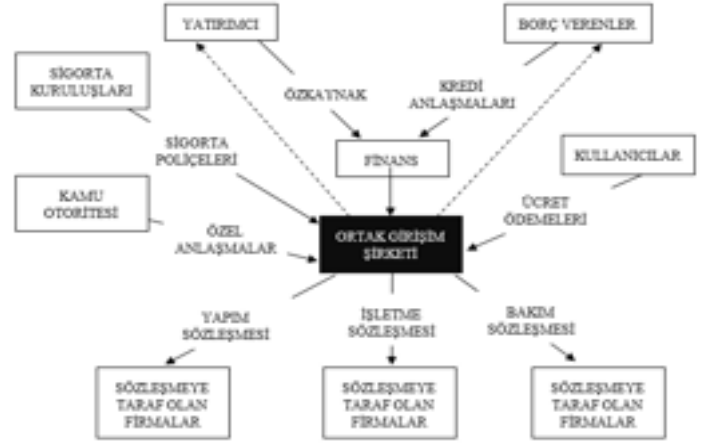 YATIRIMCI
BORÇ VERENLER
SİGORTA
KURULUŞLARI
ÖZKAYNAK
KREDİ
ANLAŞMALARI
SİGORTA
POLİÇELERİ
FİNANS
KULLANICILAR
KAMU
OTORİTESİ
ÖZEL
ANLAŞMALAR
ORTAK GİRİŞİM
ŞİRKETİ
ÜCRET
ÖDEMELERİ
YAPIM
SÖZLEŞMESİ
İŞLETME
SÖZLEŞMESİ
BAKIM
SÖZLEŞMESİ
SÖZLEŞMEYE
TARAF OLAN
FİRMALAR
SÖZLEŞMEYE
TARAF OLAN
FİRMALAR
SÖZLEŞMEYE
TARAF OLAN
FİRMALAR